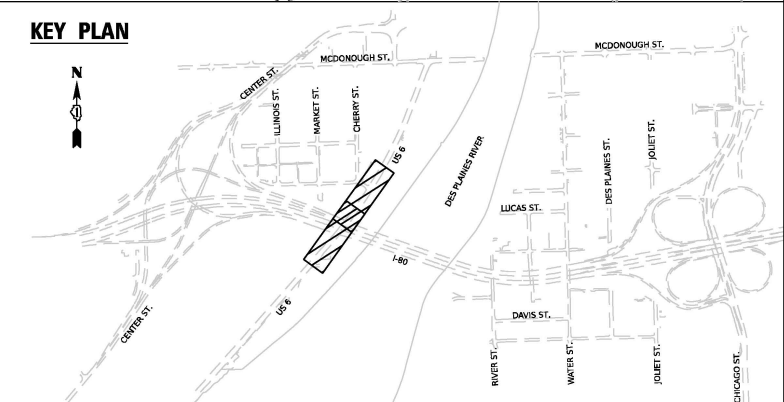 KEY PLAN
N
MCDONOUGH ST.
MCDONOUGH ST.
CENTER ST.
ILLINOIS ST.
MARKET ST.
CHERRY ST.
US 6
DES PLAINES RIVER
DES PLAINES ST.
JOLIET ST.
LUCAS ST.
I-80
US 6
CENTER ST.
DAVIS ST.
RIVER ST.
WATER ST.
JOLIET ST.
CHICAGO ST.